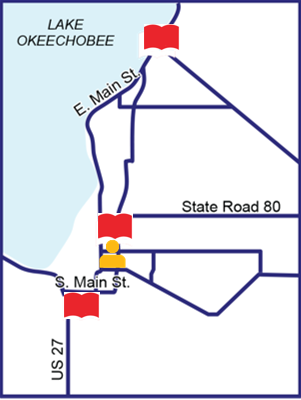 LAKE
OKEECHOBEE
E. Main St.
State Road 80
S. Main St.
US 27